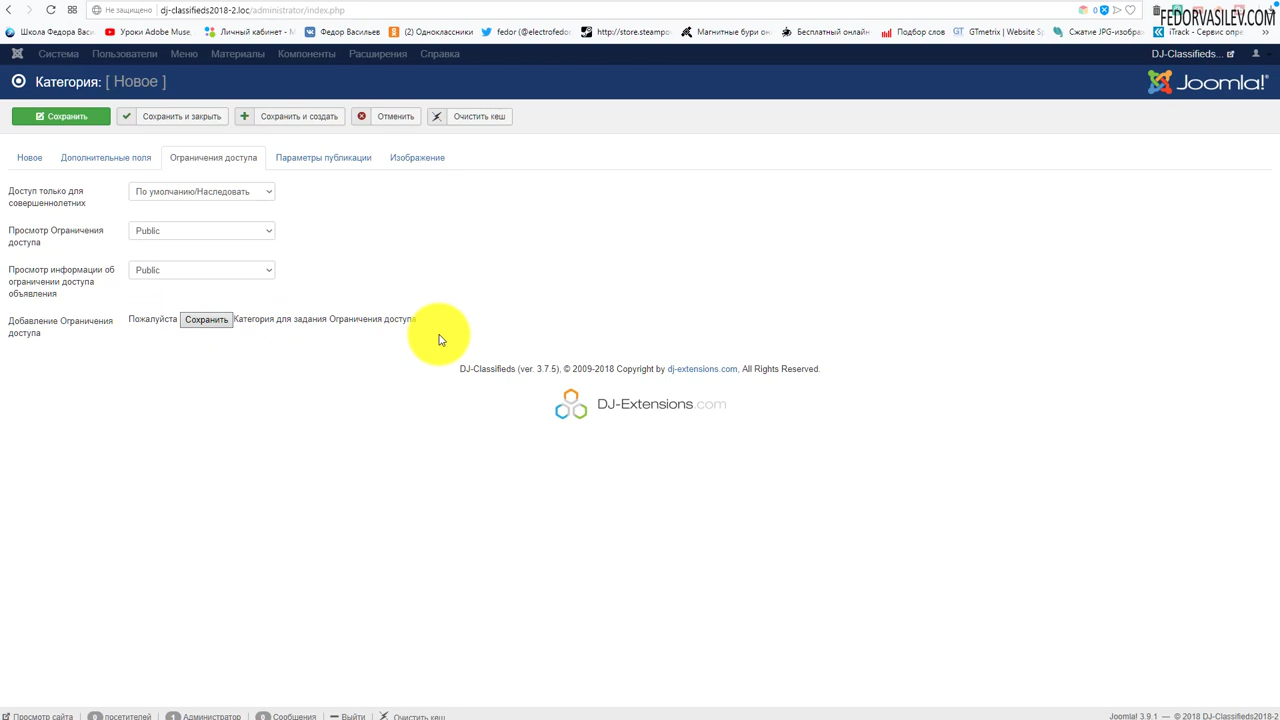 Не защищено dj-classifieds2018-2.loc/administrator/index.php
0
FEDORVASILEV.COM
Школа Федора Васи
Уроки Adobe Muse,
Личный кабинет -
Федор Васильев
(2) Одноклассники
fedor (@electrofedor
http://store.steampo
Магнитные бури он
Бесплатный онлайн
Подбор слов
GTmetrix | Website Sp
Сжатие JPG-изображ
iTrack - Сервис опре
Система Пользователи Меню Материалы Компоненты Расширения Справка
DJ-Classifieds...
Категория: [ Новое ]
Joomla!®
Сохранить
Сохранить и закрыть
Сохранить и создать
Отменить
Очистить кеш
Новое
Дополнительные поля
Ограничения доступа
Параметры публикации
Изображение
Доступ только для
совершеннолетних
По умолчанию/Наследовать
Просмотр Ограничения
доступа
Public
Просмотр информации об
ограничении доступа
объявления
Public
Добавление Ограничения
доступа
Пожалуйста Сохранить Категория для задания Ограничения доступа
DJ-Classifieds (ver. 3.7.5), © 2009-2018 Copyright by dj-extensions.com, All Rights Reserved.
DJ-Extensions.com
Просмотр сайта
0 посетителей
1 Администратор
0 Сообщения
Выйти
Очистить кеш
Joomla! 3.9.1 — © 2018 DJ-Classifieds2018-2